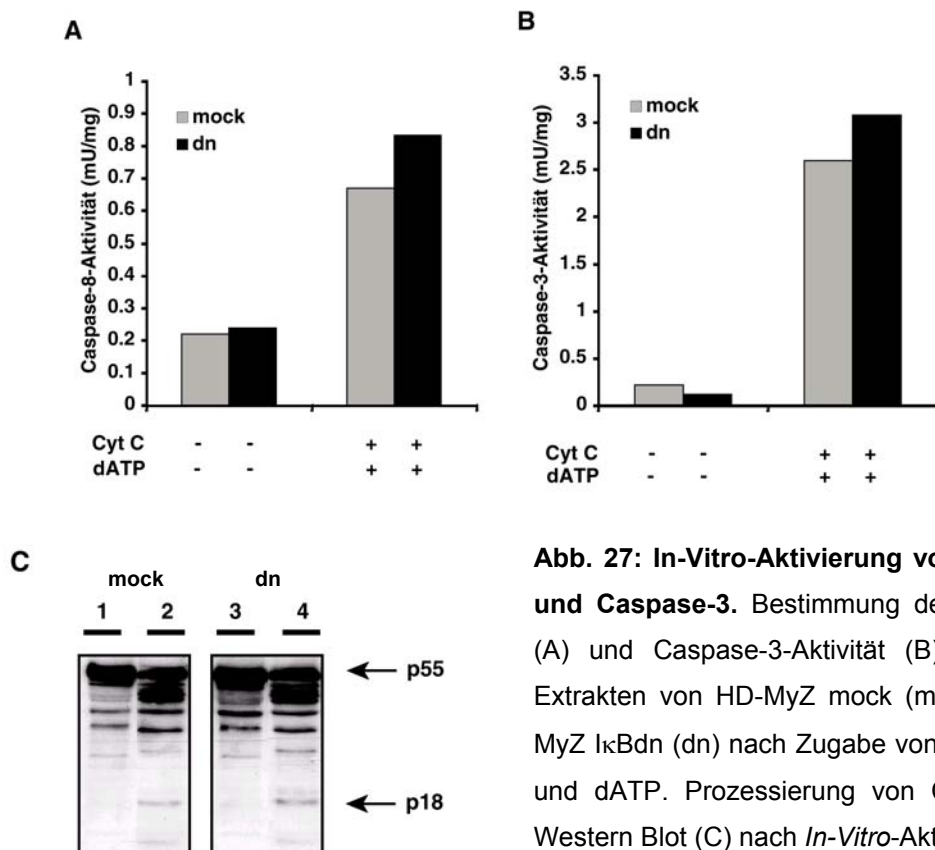 A
1
0.9
0.8
0.7
0.6
0.5
0.4
0.3
0.2
0.1
0
Caspase-8-Aktivität (mU/mg)
mock
dn
Cyt C - - + +
dATP - - + +
B
3.5
3
2.5
2
1.5
1
0.5
0
Caspase-3-Aktivität (mU/mg)
mock
dn
Cyt C - - + +
dATP - - + +
C
mock dn
1 2 3 4
p55
p18
Abb. 27: In-Vitro-Aktivierung vo
und Caspase-3. Bestimmung de
(A) und Caspase-3-Aktivität (B)
Extrakten von HD-MyZ mock (m
MyZ IκBdn (dn) nach Zugabe von
und dATP. Prozessierung von
Western Blot (C) nach In-Vitro-Akt